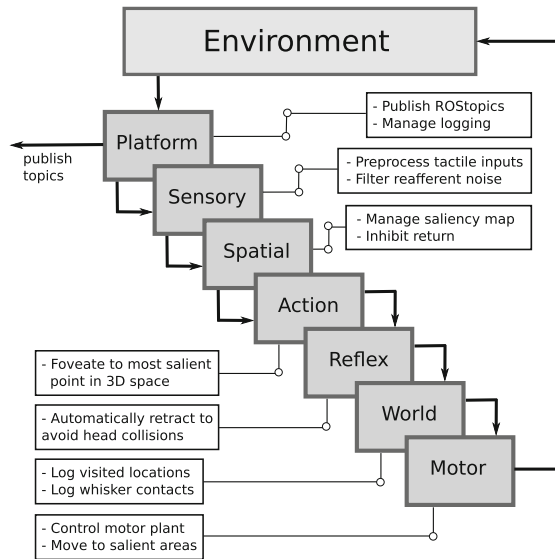 Environment
- Publish ROStopics
- Manage logging
Platform
publish
topics
- Preprocess tactile inputs
- Filter reafferent noise
Sensory
- Manage saliency map
- Inhibit return
Spatial
Action
Reflex
- Foveate to most salient
point in 3D space
World
- Automatically retract to
avoid head collisions
Motor
- Log visited locations
- Log whisker contacts
- Control motor plant
- Move to salient areas